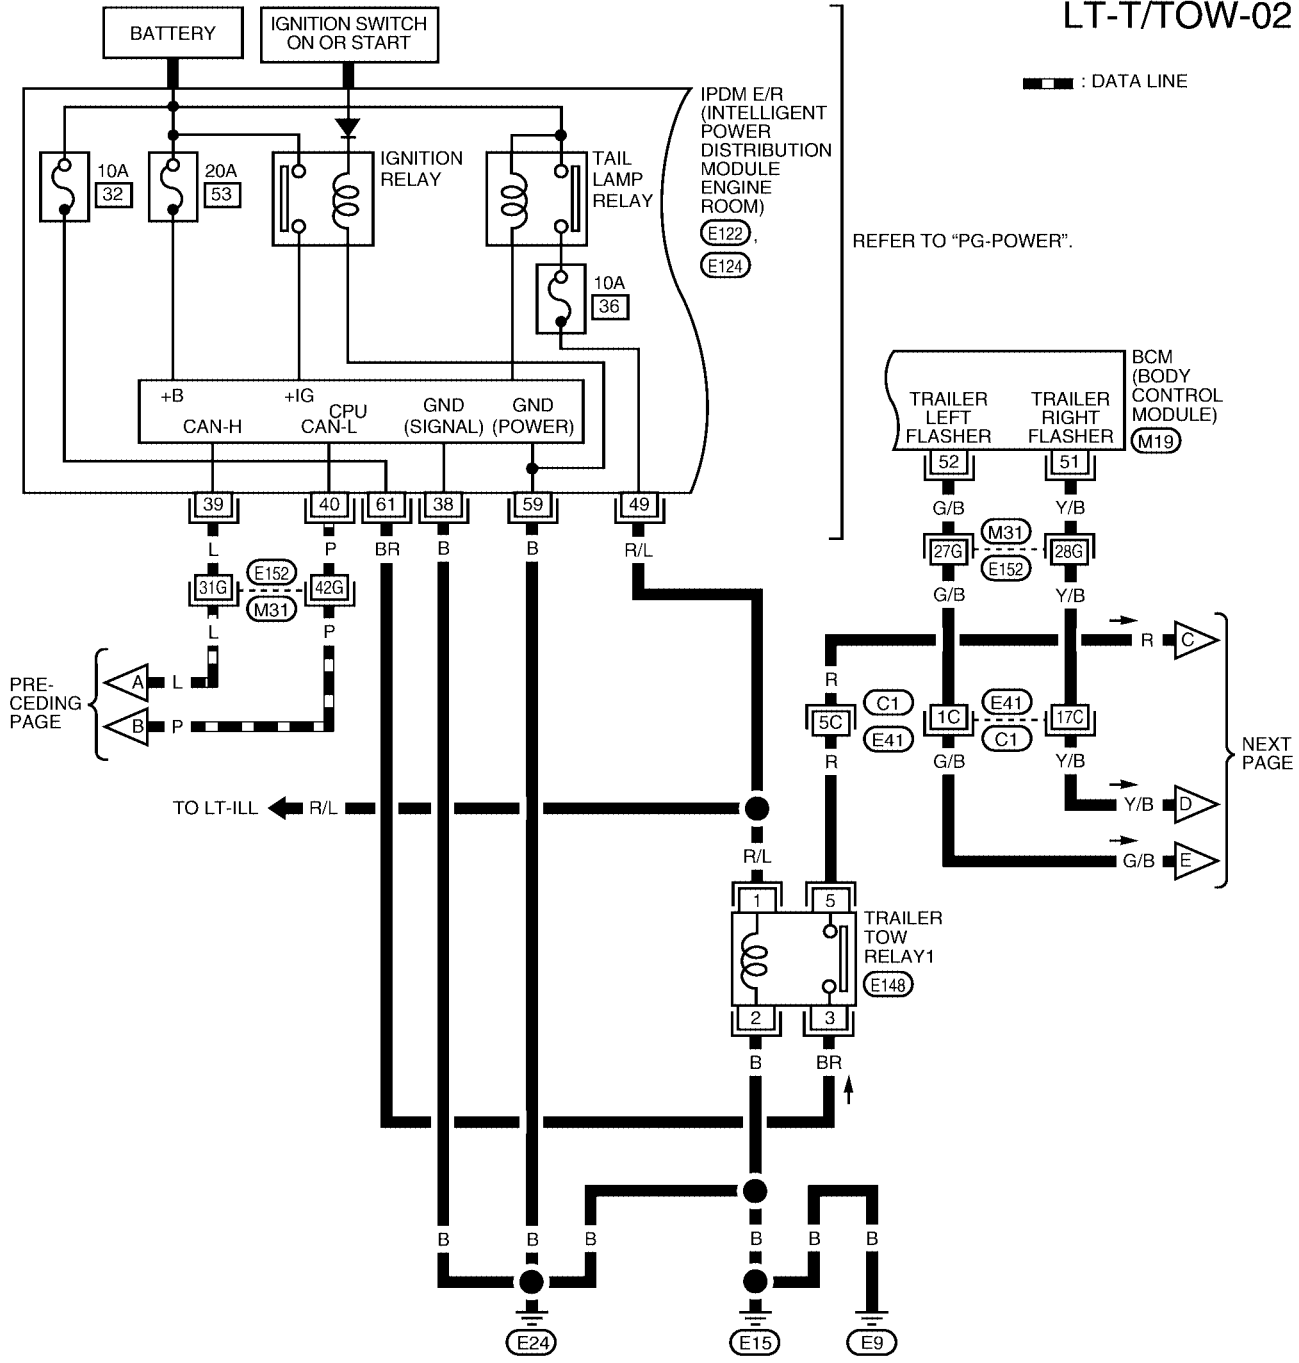 LT-T/TOW-02
BATTERY
IGNITION SWITCH
ON OR START
: DATA LINE
IPDM E/R
(INTELLIGENT
POWER
DISTRIBUTION
MODULE
ENGINE
ROOM)
E122 ,
E124
10A
32
20A
53
IGNITION
RELAY
TAIL
LAMP
RELAY
10A
36
REFER TO “PG-POWER”.
+B
+IG
CPU
CAN-H
CAN-L
GND
(SIGNAL)
GND
(POWER)
BCM
(BODY
CONTROL
MODULE)
M19
TRAILER
LEFT
FLASHER
TRAILER
RIGHT
FLASHER
52
51
39
40
61
38
59
49
G/B
Y/B
L
P
BR
B
B
R/L
M31
27G
28G
E152
E152
31G
42G
M31
G/B
Y/B
L
P
R
C
PRE-
CEDING
PAGE
A
L
B
P
R
C1
5C
E41
1C
E41
17C
C1
NEXT
PAGE
R
G/B
Y/B
Y/B
D
TO LT-ILL
R/L
R/L
G/B
E
1
5
TRAILER
TOW
RELAY1
E148
2
3
B
BR
B
B
B
B
B
B
E24
E15
E9